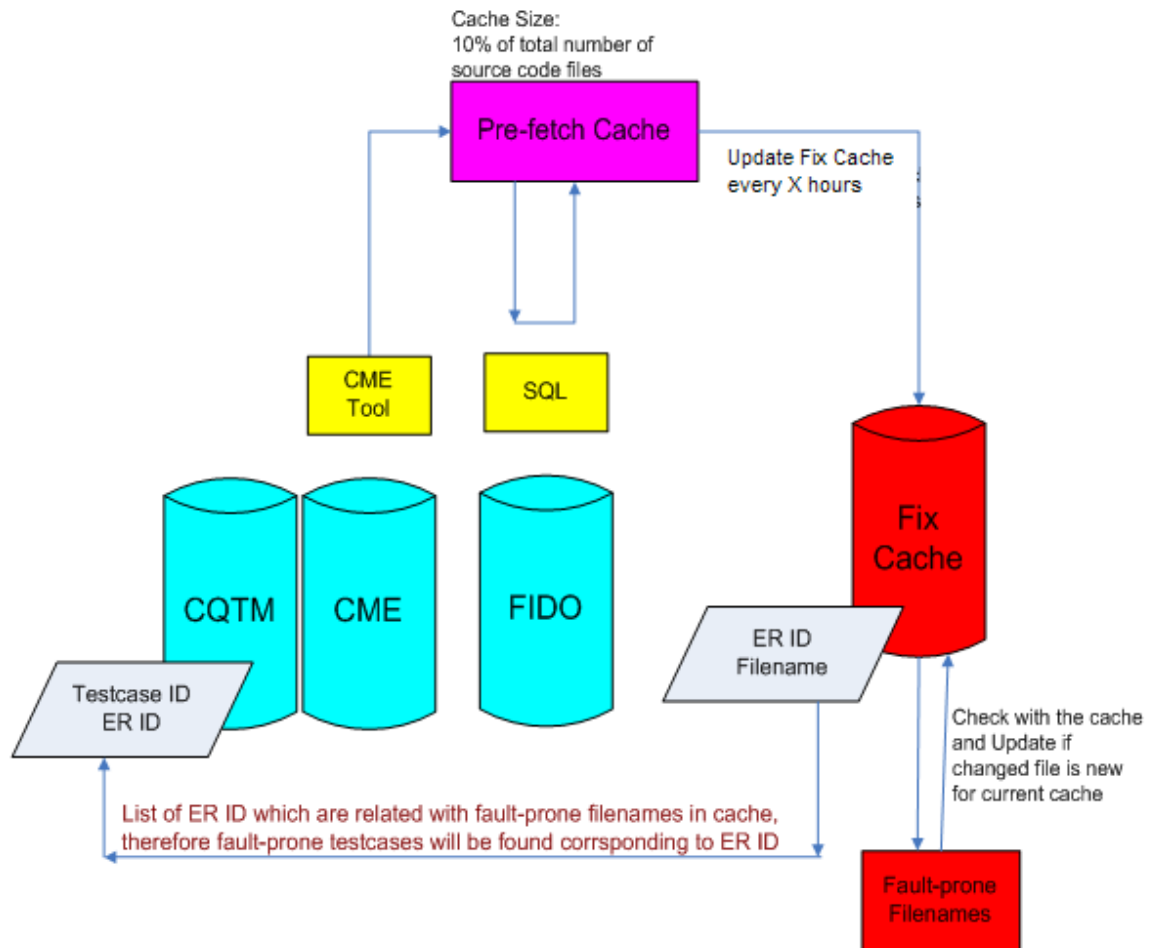 Cache Size:
10% of total number of
source code files
Pre-fetch Cache
Update Fix Cache
every X hours
CME
Tool
SQL
Fix
Cache
CQTM
CME
FIDO
ER ID
Filename
Testcase ID
ER ID
Check with the cache
and Update if
changed file is new
for current cache
List of ER ID which are related with fault-prone filenames in cache,
therefore fault-prone testcases will be found corrsponding to ER ID
Fault-prone
Filenames